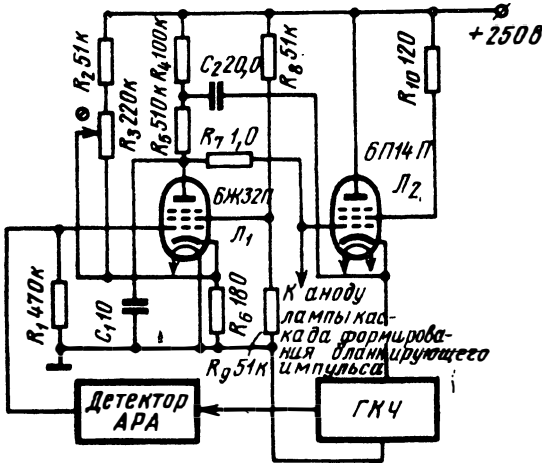 +250В
R2 51к
R3 220к
R4 100к
R5 510к
C2 20,0
R8 51к
R10 120
R7 1,0
6Ж32П
Л1
6П14П
Л2
R1 470к
C1 10
R6 180
R9 51к
К аноду
лампы кас-
када формирова-
ния бланкирующего
импульса
Детектор
АРА
ГКЧ